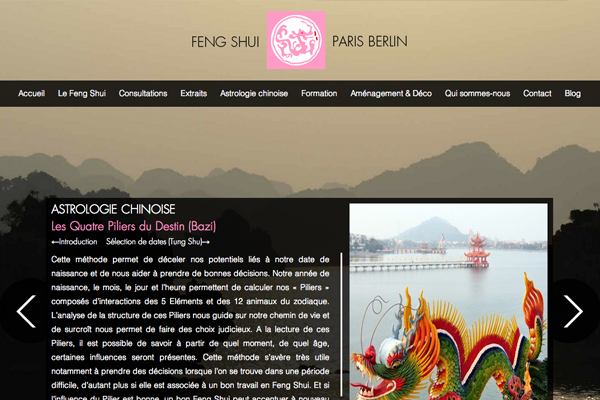 FENG SHUI PARIS BERLIN
Accueil Le Feng Shui Consultations Extraits Astrologie chinoise Formation Aménagement & Déco Qui sommes-nous Contact Blog
ASTROLOGIE CHINOISE
Les Quatre Piliers du Destin (Bazi)
←Introduction Sélection de dates (Tung Shu)→
Cette méthode permet de déceler nos potentiels liés à notre date de
naissance et de nous aider à prendre de bonnes décisions. Notre année de
naissance, le mois, le jour et l'heure permettent de calculer nos « Piliers »
composés d'interactions des 5 Eléments et des 12 animaux du zodiaque.
L'analyse de la structure de ces Piliers nous guide sur notre chemin de vie et
de surcroît nous permet de faire des choix judicieux. A la lecture de ces
Piliers, il est possible de savoir à partir de quel moment, de quel âge,
certaines influences seront présentes. Cette méthode s'avère très utile
notamment à prendre des décisions lorsque l'on se trouve dans une période
difficile, d'autant plus si elle est associée à un bon travail en Feng Shui. Et si
l'influence du Pilier est bonne, un bon Feng Shui peut accentuer à nouveau